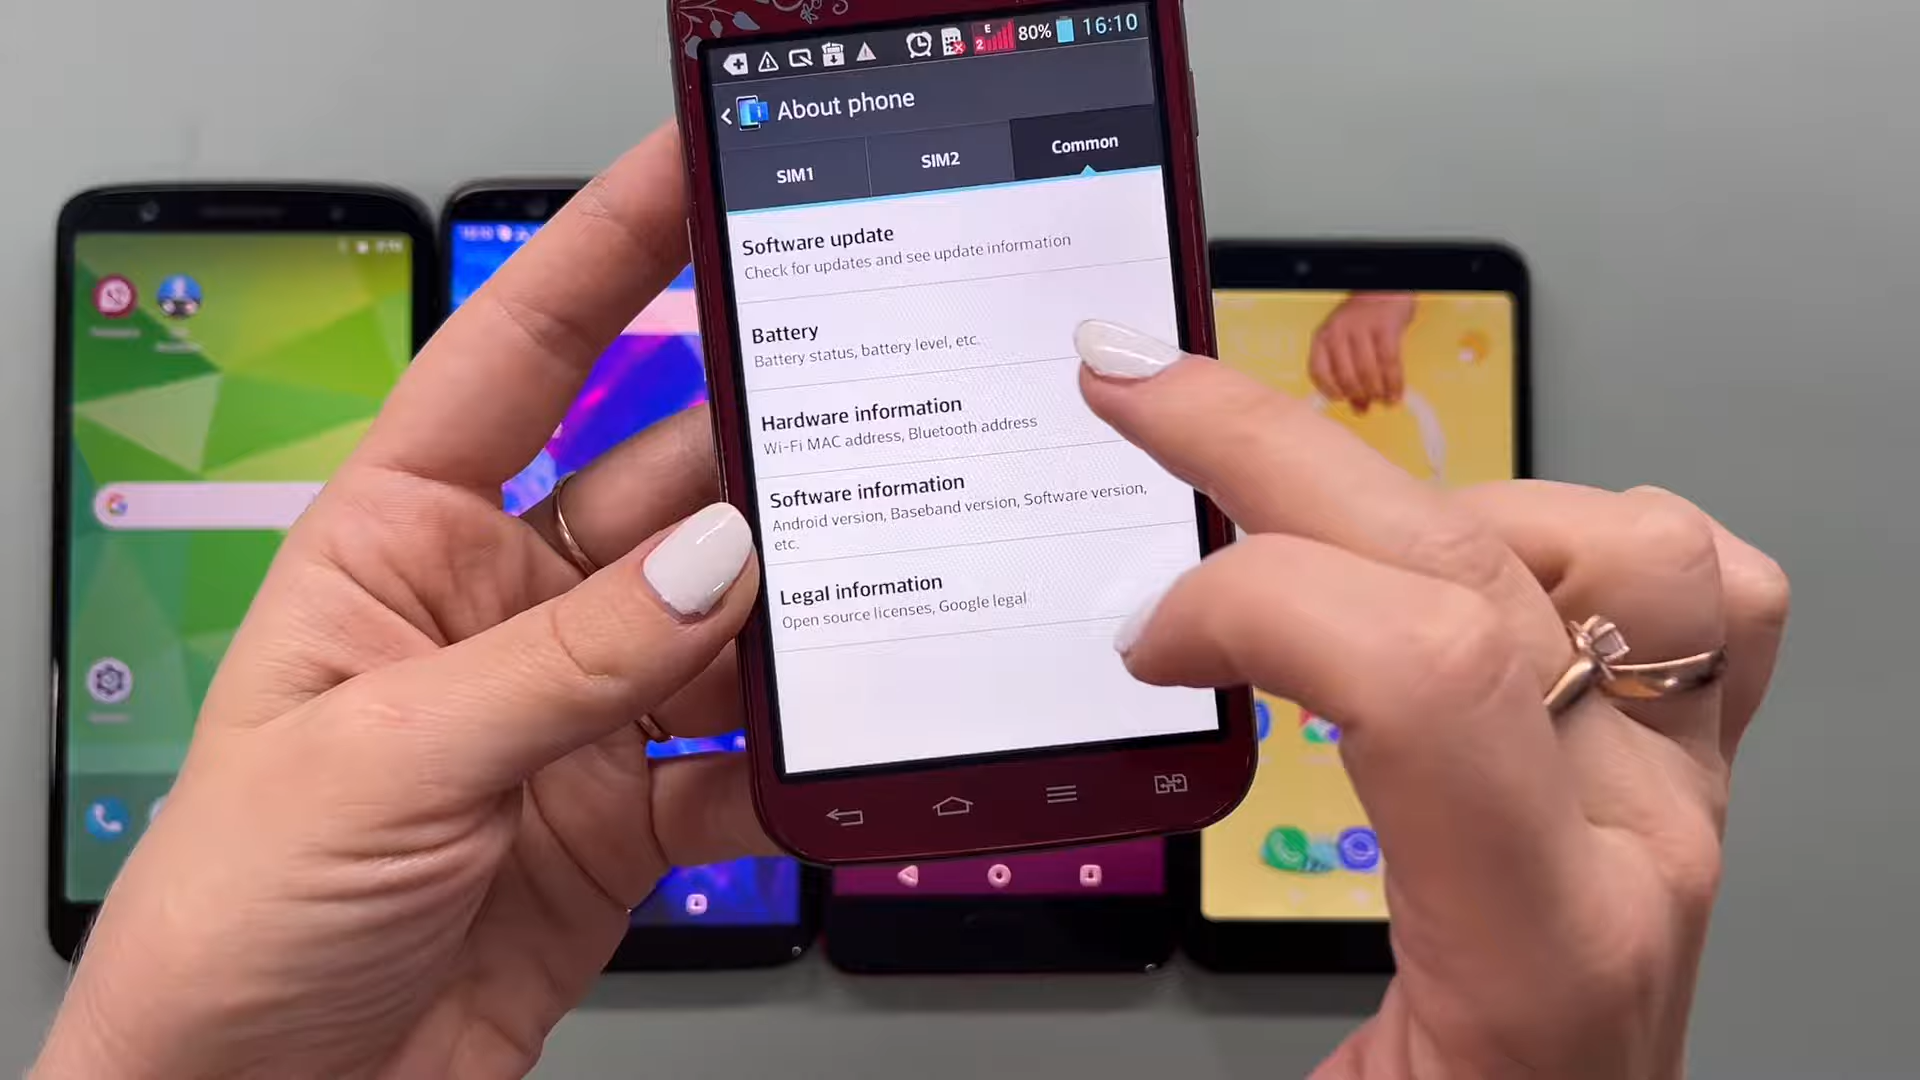 E
2
80%
16:10
About phone
SIM1
SIM2
Common
Software update
Check for updates and see update information
Battery
Battery status, battery level, etc.
Hardware information
Wi-Fi MAC address, Bluetooth address
Software information
Android version, Baseband version, Software version,
etc.
Legal information
Open source licenses, Google legal